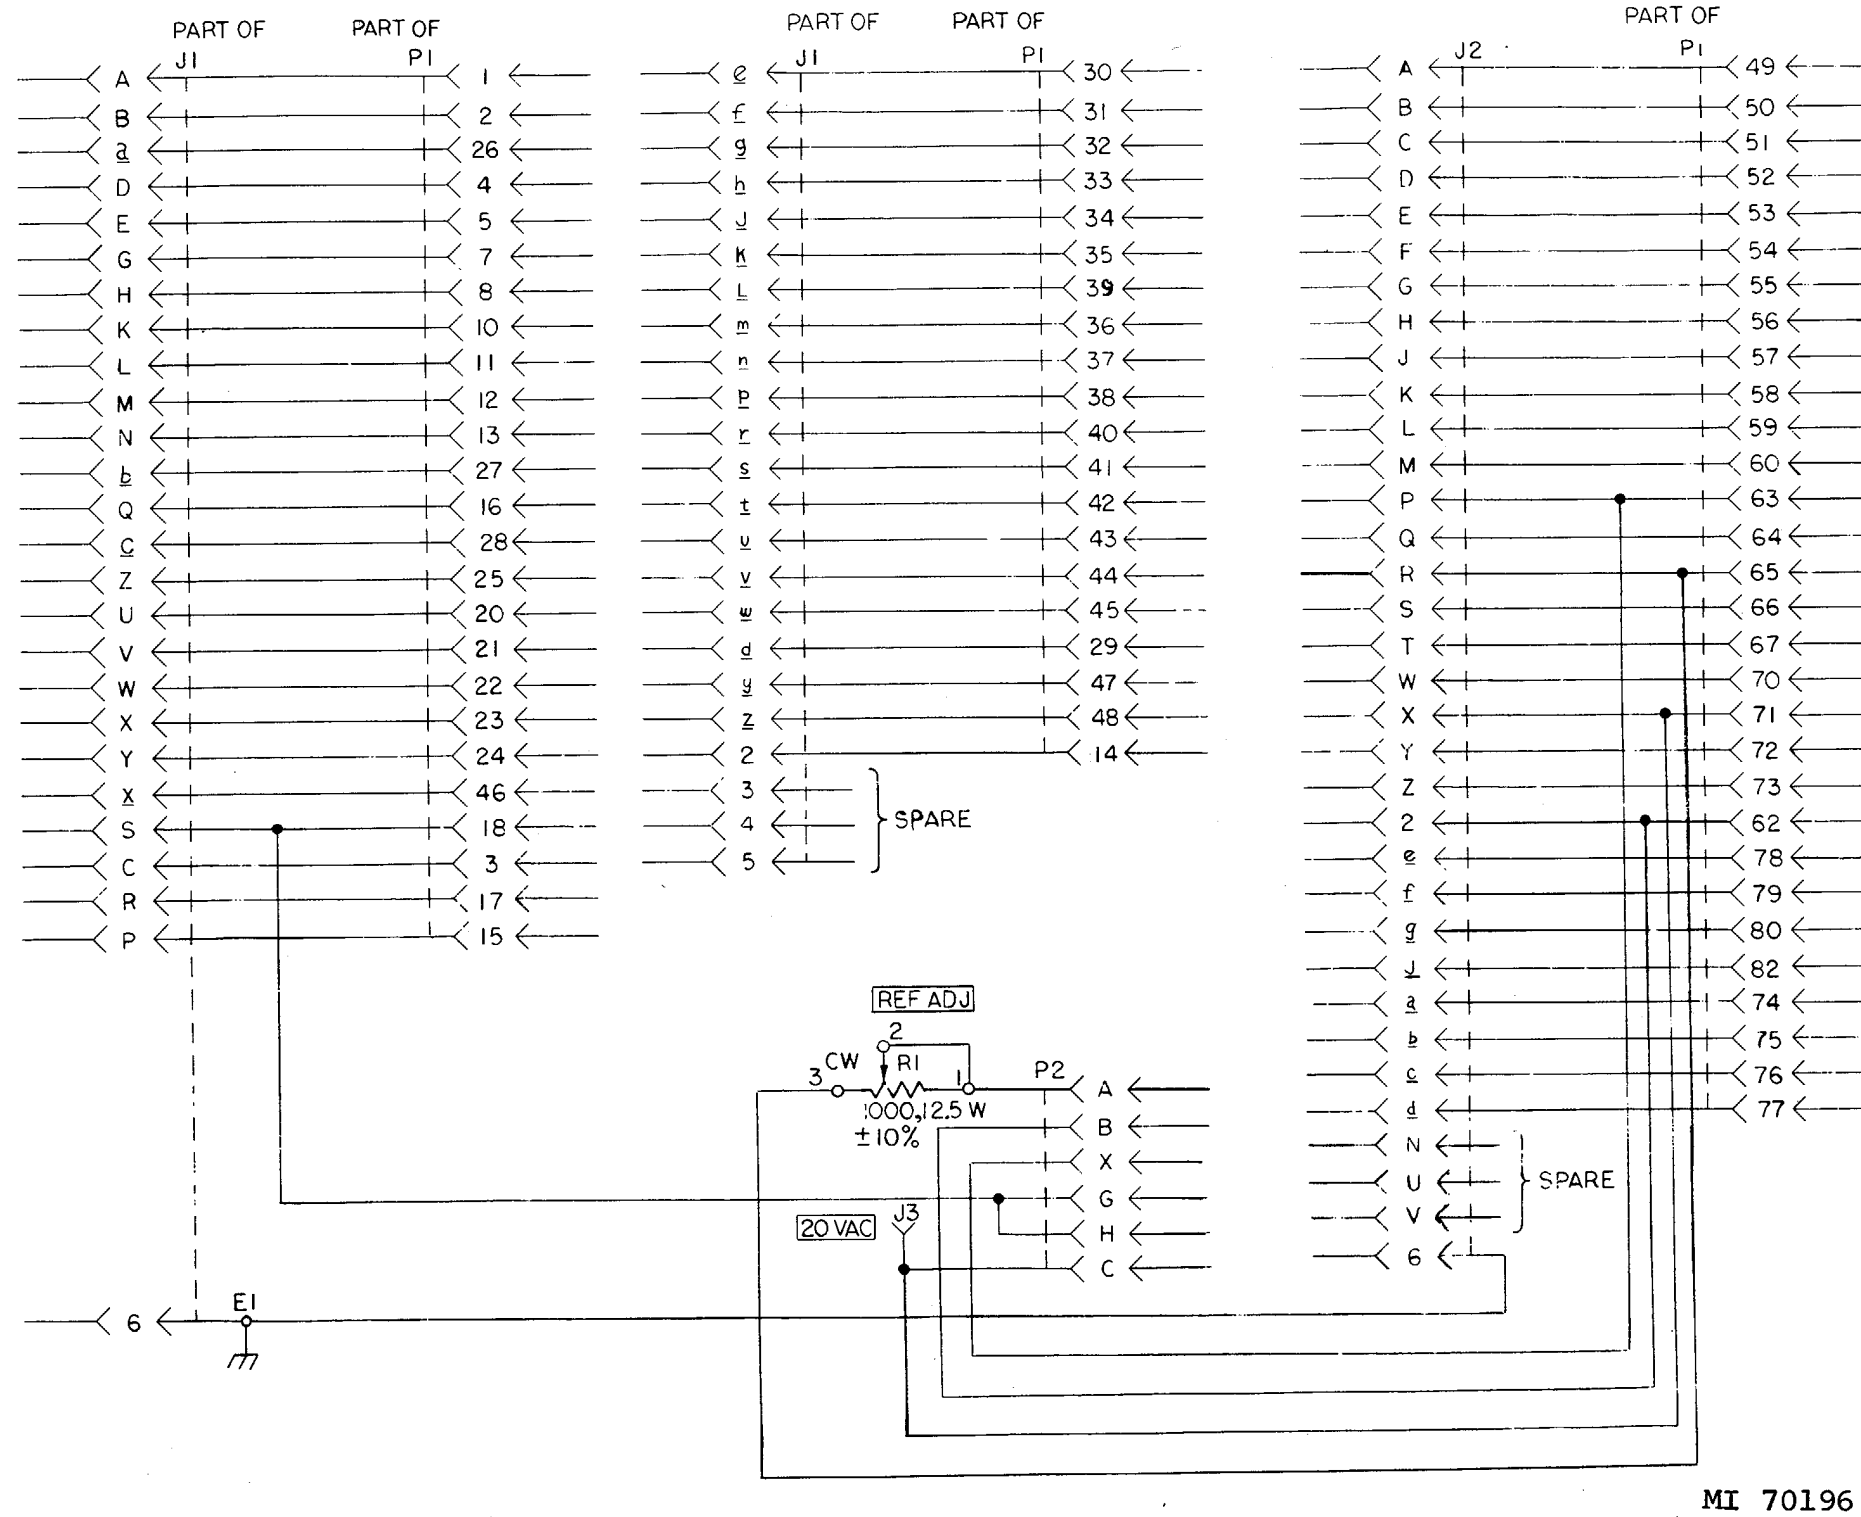 PART OF PART OF
J1 P1
A 1
B 2
a 26
D 4
E 5
G 7
H 8
K 10
L 11
M 12
N 13
b 27
Q 16
c 28
Z 25
U 20
V 21
W 22
X 23
Y 24
x 46
S 18
C 3
R 17
P 15
6 E1
PART OF PART OF
J1 P1
e 30
f 31
g 32
h 33
J 34
k 35
L 39
m 36
n 37
p 38
r 40
s 41
t 42
u 43
v 44
w 45
d 29
y 47
z 48
2 14
3
4 SPARE
5
PART OF
J2 P1
A 49
B 50
C 51
D 52
E 53
F 54
G 55
H 56
J 57
K 58
L 59
M 60
P 63
Q 64
R 65
S 66
T 67
W 70
X 71
Y 72
Z 73
2 62
e 78
f 79
g 80
J 82
a 74
b 75
c 76
d 77
N
U SPARE
V
6
REF ADJ
2
3 CW R1 1 P2 A
1000, 12.5 W
±10%
B
X
G
20 VAC J3
H
C
MI 70196